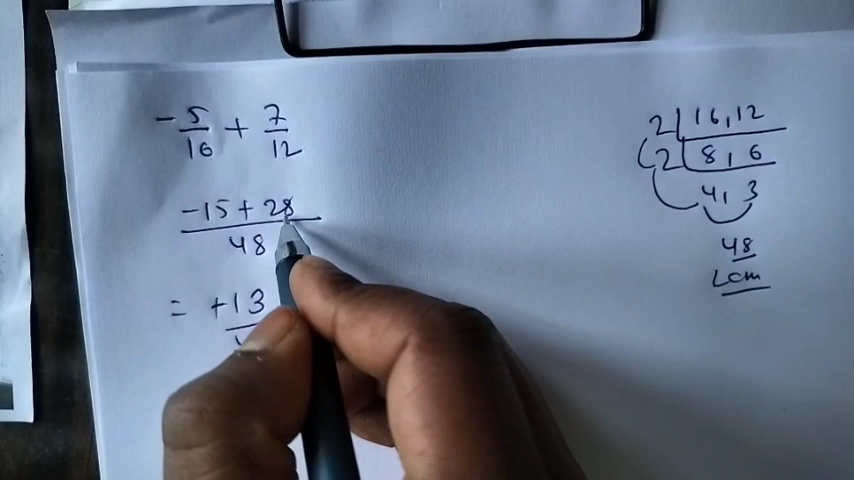 - 5/16 + 7/12
-15 + 28
48
= +13
2 | 16, 12
2 | 8, 6
4, 3
48
Lcm